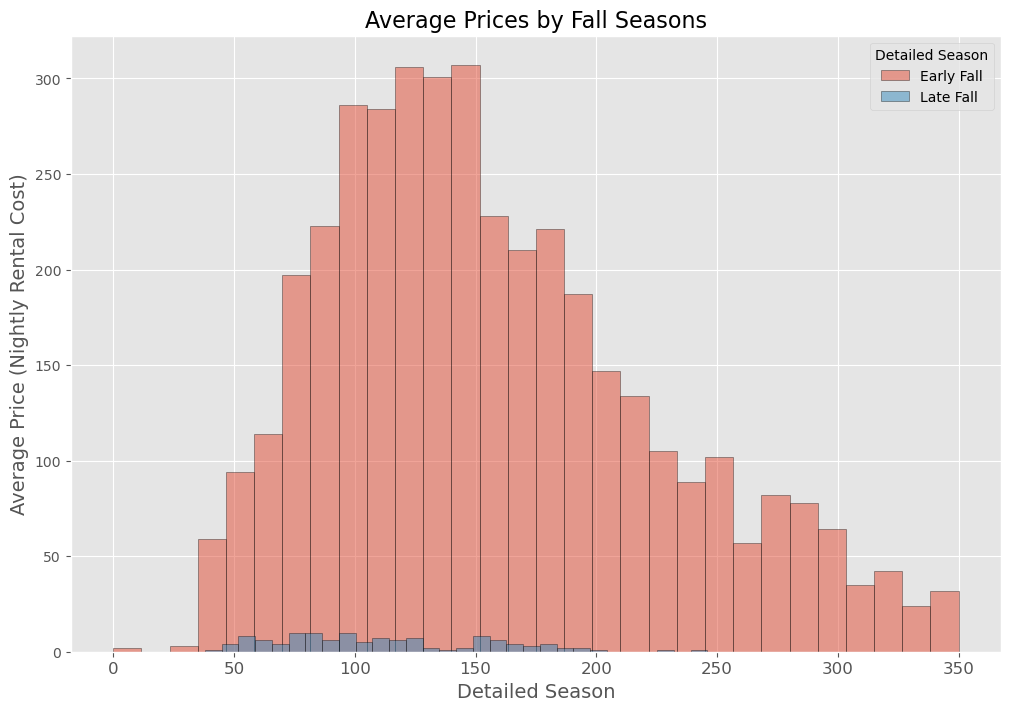 Average Prices by Fall Seasons
Detailed Season
Early Fall
Late Fall
Average Price (Nightly Rental Cost)
300
250
200
150
100
50
0
0 50 100 150 200 250 300 350
Detailed Season